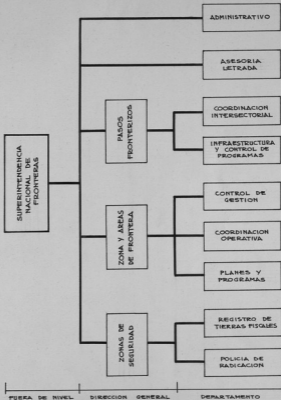 SUPERINTENDENCIA
NACIONAL DE
FRONTERAS
PASOS
FRONTERIZOS
ZONA Y AREAS
DE FRONTERA
ZONAS DE
SEGURIDAD
ADMINISTRATIVO
ASESORIA
LETRADA
COORDINACION
INTERSECTORIAL
INFRAESTRUCTURA
Y CONTROL DE
PROGRAMAS
CONTROL DE
GESTION
COORDINACION
OPERATIVA
PLANES Y
PROGRAMAS
REGISTRO DE
TIERRAS FISCALES
POLICIA DE
RADICACION
FUERA DE NIVEL
DIRECCION GENERAL
DEPARTAMENTO